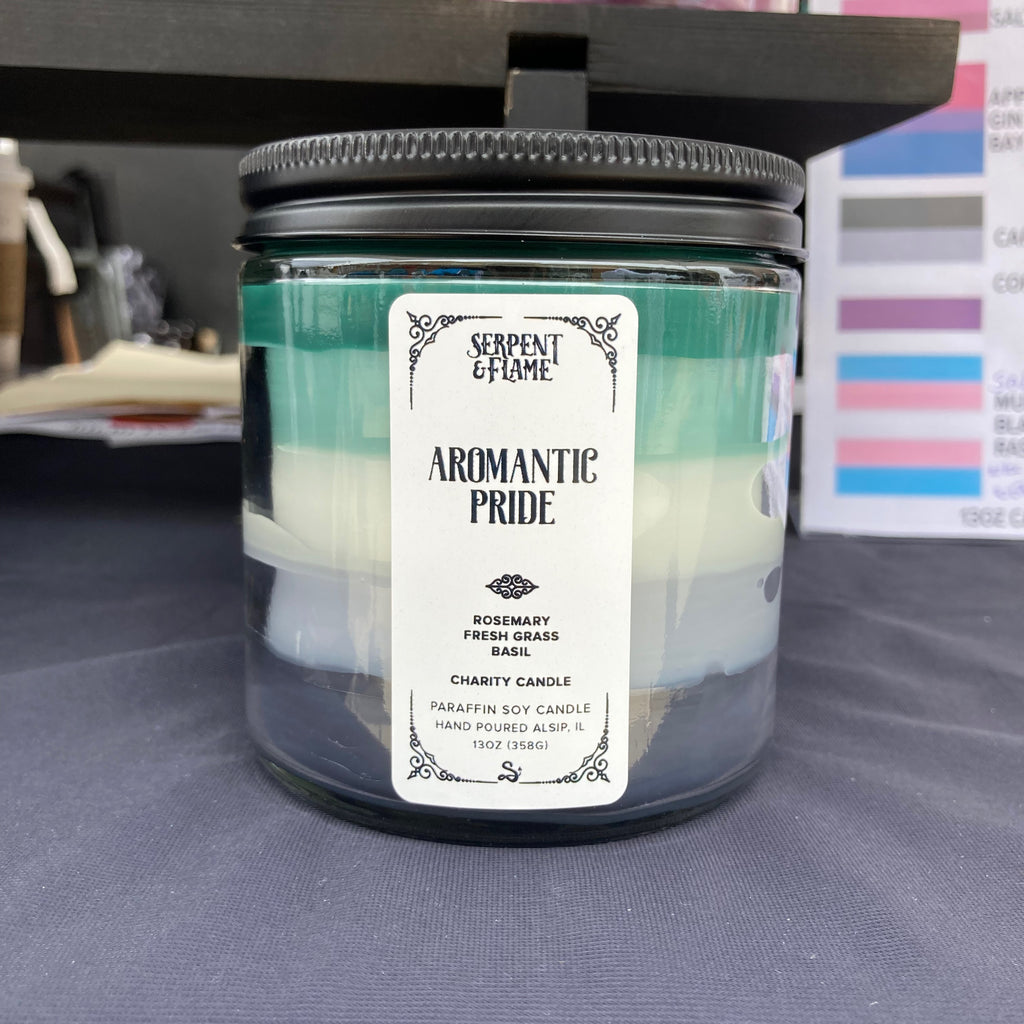 SERPENT
& FLAME
AROMANTIC
PRIDE
ROSEMARY
FRESH GRASS
BASIL
CHARITY CANDLE
PARAFFIN SOY CANDLE
HAND POURED ALSIP, IL
13OZ (358G)